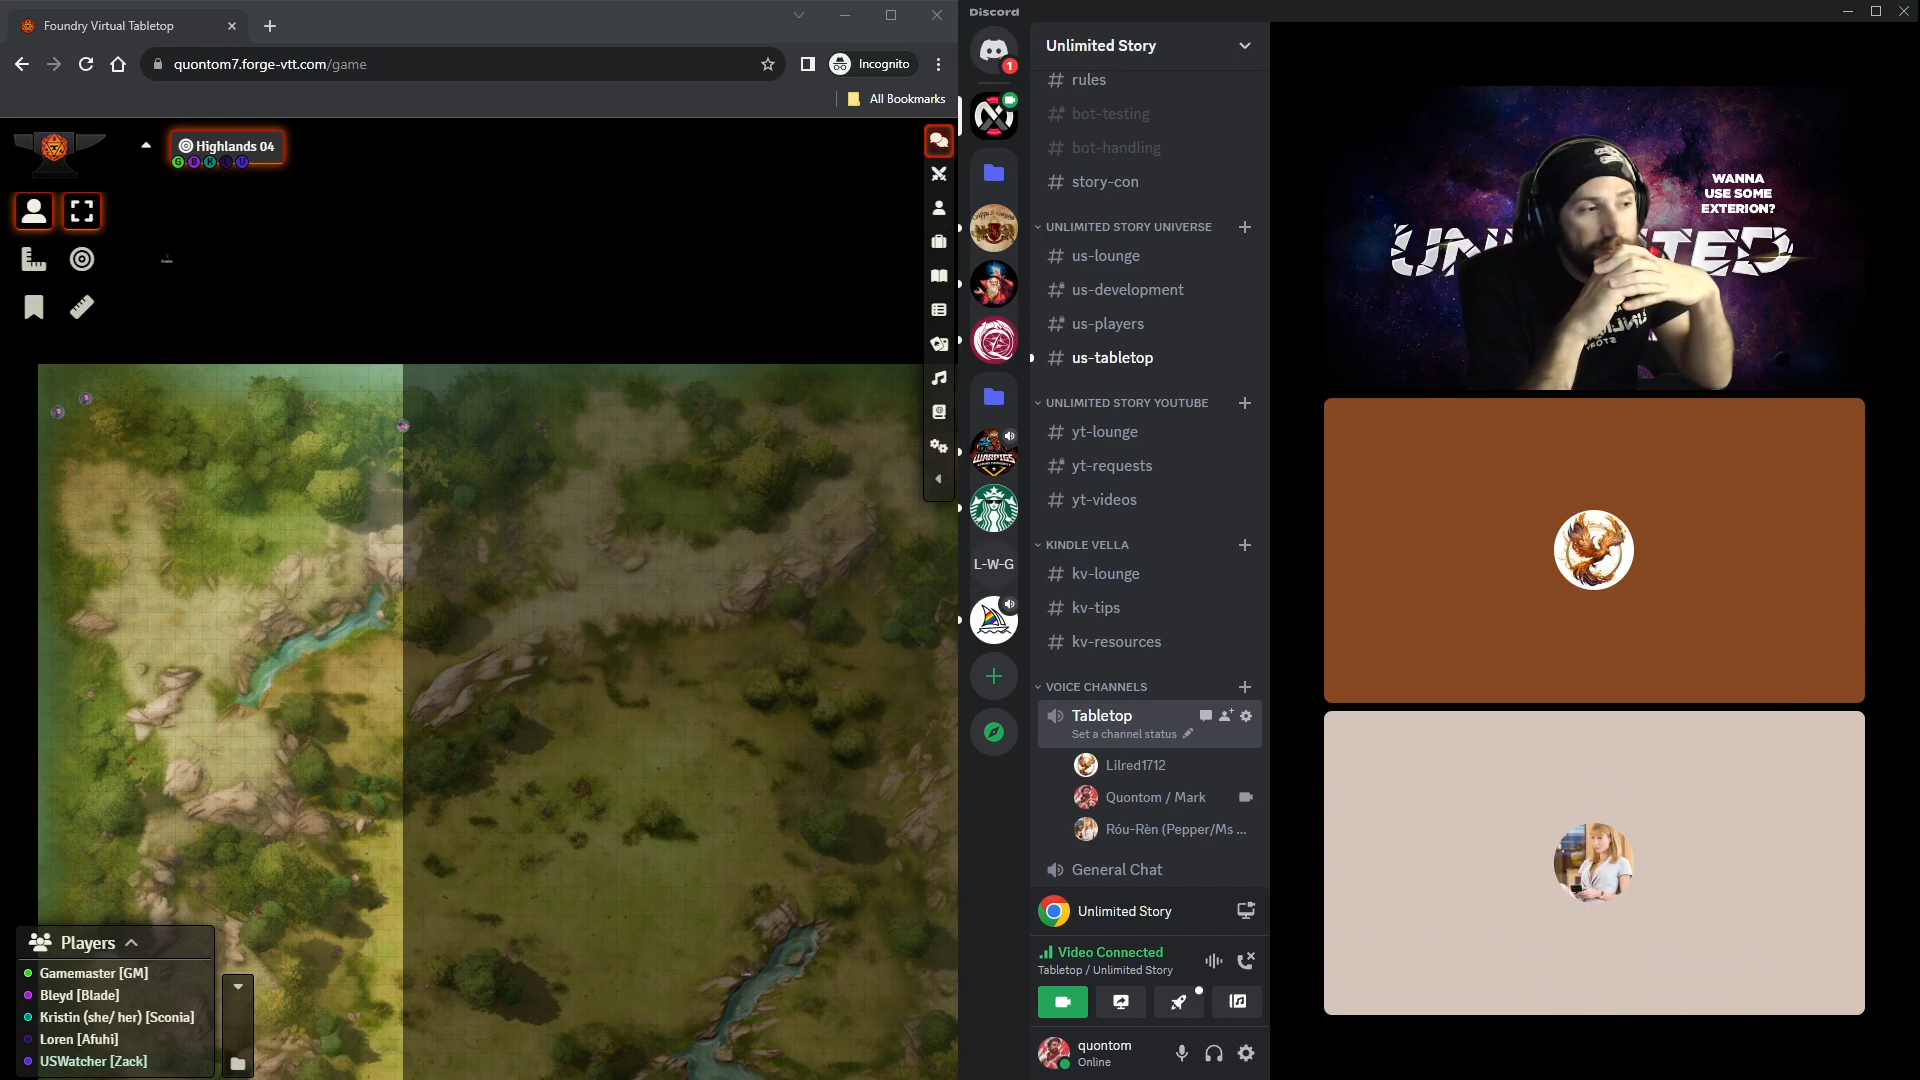 Foundry Virtual Tabletop
quontom7.forge-vtt.com/game
Incognito
All Bookmarks
Highlands 04
G B K L U
Players
Gamemaster [GM]
Bleyd [Blade]
Kristin (she/ her) [Sconia]
Loren [Afuhi]
USWatcher [Zack]
Discord
1
WARPIGS
L-W-G
Unlimited Story
rules
bot-testing
bot-handling
story-con
UNLIMITED STORY UNIVERSE
us-lounge
us-development
us-players
us-tabletop
UNLIMITED STORY YOUTUBE
yt-lounge
yt-requests
yt-videos
KINDLE VELLA
kv-lounge
kv-tips
kv-resources
VOICE CHANNELS
Tabletop
Set a channel status
Lilred1712
Quontom / Mark
Róu-Rèn (Pepper/Ms ...
General Chat
Unlimited Story
Video Connected
Tabletop / Unlimited Story
quontom
Online
WANNA
USE SOME
EXTERION?